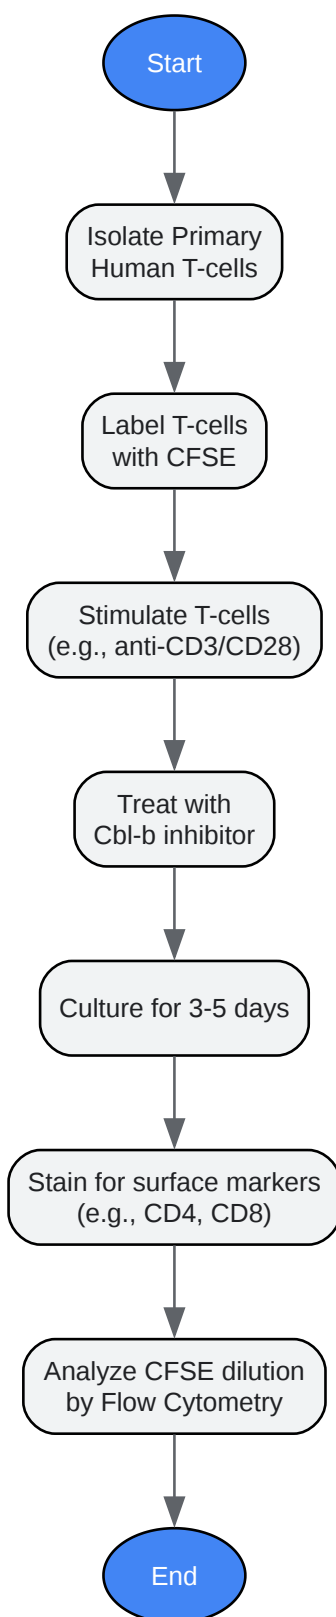 Start
Isolate Primary
Human T-cells
Label T-cells
with CFSE
Stimulate T-cells
(e.g., anti-CD3/CD28)
Treat with
Cbl-b inhibitor
Culture for 3-5 days
Stain for surface markers
(e.g., CD4, CD8)
Analyze CFSE dilution
by Flow Cytometry
End